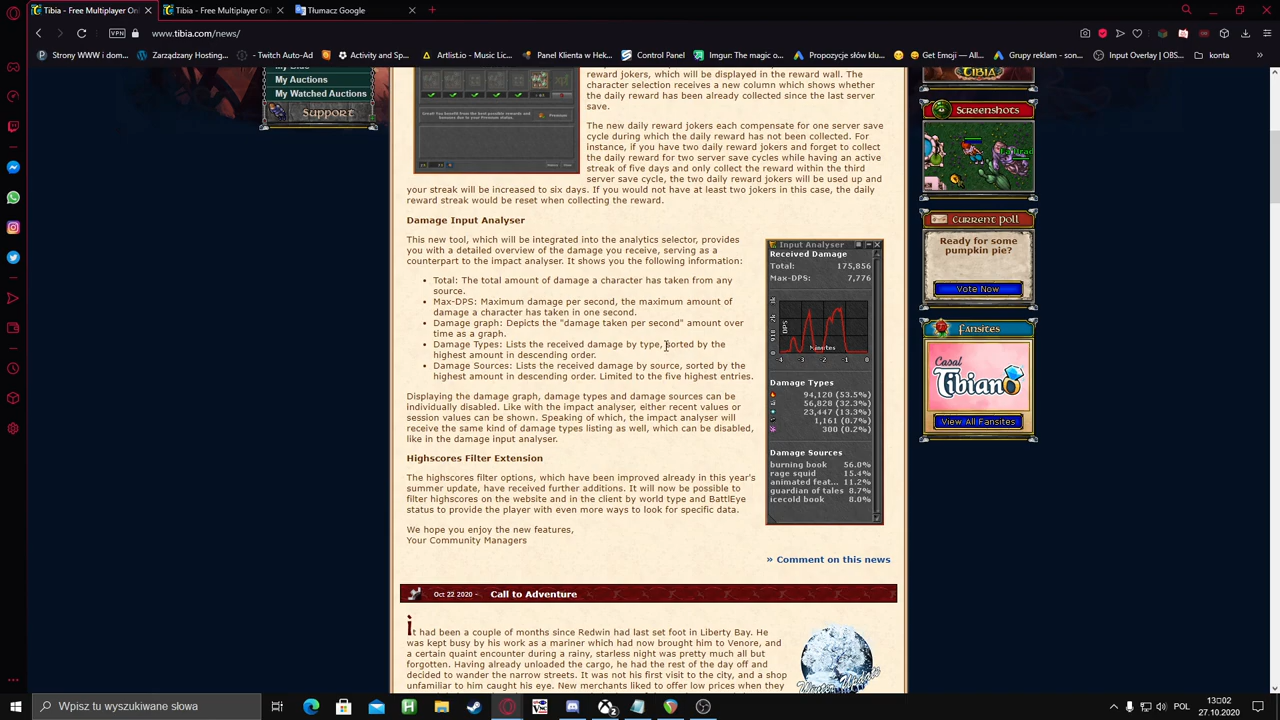 Tibia - Free Multiplayer Onl
Tibia - Free Multiplayer Onl
Tłumacz Google
VPN
www.tibia.com/news/
Strony WWW i dom...
Zarządzany Hosting...
- Twitch Auto-Ad
Activity and Sp...
Artlist.io - Music Lic...
Panel Klienta w Hek...
Control Panel
Imgur: The magic o...
Propozycje słów klu...
Get Emoji — All Em...
Grupy reklam - son...
Input Overlay | OBS...
konta
My Auctions
My Watched Auctions
Support
reward jokers, which will be displayed in the reward wall. The
character selection receives a new column which shows whether
the daily reward has been already collected since the last server
save.
The new daily reward jokers each compensate for one server save
cycle during which the daily reward has not been collected. For
instance, if you have two daily reward jokers and forget to collect
the daily reward for two server save cycles while having an active
streak of five days and only collect the reward within the third
server save cycle, the two daily reward jokers will be used up and
your streak will be increased to six days. If you would not have at least two jokers in this case, the daily
reward streak would be reset when collecting the reward.
Damage Input Analyser
This new tool, which will be integrated into the analytics selector, provides
you with a detailed overview of the damage you receive, serving as a
counterpart to the impact analyser. It shows you the following information:
• Total: The total amount of damage a character has taken from any
source.
• Max-DPS: Maximum damage per second, the maximum amount of
damage a character has taken in one second.
• Damage graph: Depicts the "damage taken per second" amount over
time as a graph.
• Damage Types: Lists the received damage by type, sorted by the
highest amount in descending order.
• Damage Sources: Lists the received damage by source, sorted by the
highest amount in descending order. Limited to the five highest entries.
Displaying the damage graph, damage types and damage sources can be
individually disabled. Like with the impact analyser, either recent values or
session values can be shown. Speaking of which, the impact analyser will
receive the same kind of damage types listing as well, which can be disabled,
like in the damage input analyser.
Highscores Filter Extension
The highscores filter options, which have been improved already in this year's
summer update, have received further additions. It will now be possible to
filter highscores on the website and in the client by world type and BattlEye
status to provide the player with even more ways to look for specific data.
We hope you enjoy the new features,
Your Community Managers
» Comment on this news
Input Analyser
Received Damage
Total: 175,856
Max-DPS: 7,776
DPS
Minutes
-4 -3 -2 -1 0
Damage Types
94,120 (53.5%)
56,828 (32.3%)
23,447 (13.3%)
1,161 (0.7%)
300 (0.2%)
Damage Sources
burning book 56.0%
rage squid 15.4%
animated feat... 11.2%
guardian of tales 8.7%
icecold book 8.0%
Oct 22 2020 - Call to Adventure
it had been a couple of months since Redwin had last set foot in Liberty Bay. He
was kept busy by his work as a mariner which had now brought him to Venore, and
a certain quaint encounter during a rainy, starless night was pretty much all but
forgotten. Having already unloaded the cargo, he had the rest of the day off and
decided to wander the narrow streets. It was not his first visit to the city, and a shop
unfamiliar to him caught his eye. New merchants liked to offer low prices when they
Winter Update
TIBIA
Screenshots
Current Poll
Ready for some
pumpkin pie?
Vote Now
Fansites
Casal
Tibiano
View All Fansites
Wpisz tu wyszukiwane słowa
13:02
27.10.2020